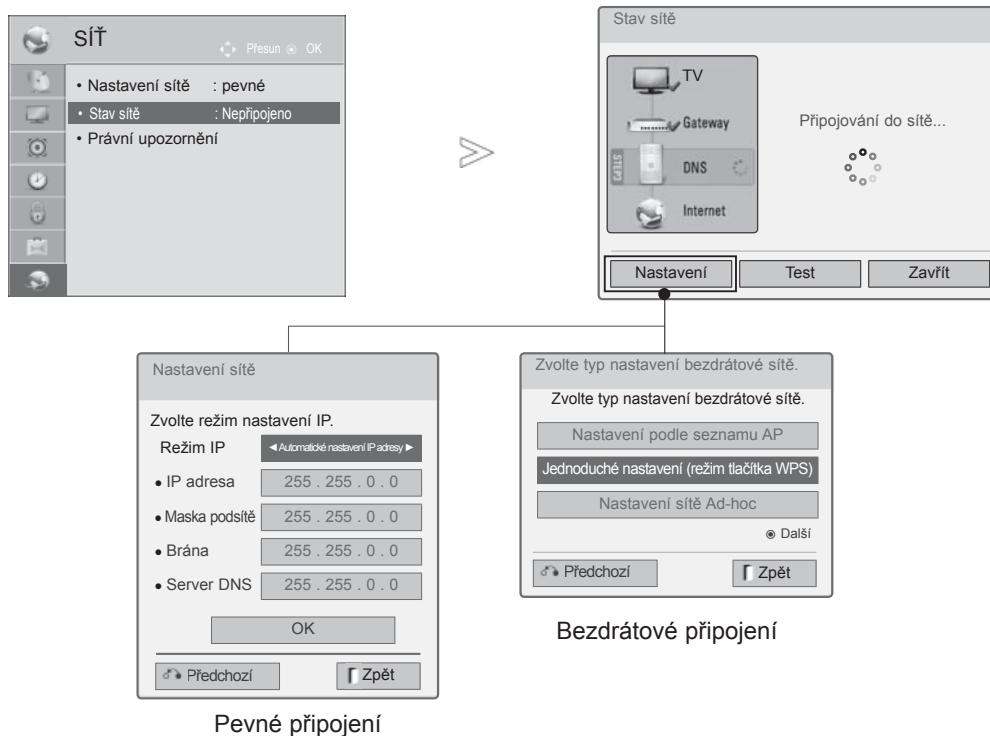 SÍŤ
Přesun OK
• Nastavení sítě : pevné
• Stav sítě : Nepřipojeno
• Právní upozornění
Stav sítě
TV
Gateway
STEP3
DNS
Internet
Připojování do sítě...
Nastavení Test Zavřít
Nastavení sítě
Zvolte režim nastavení IP.
Režim IP ◀ Automatické nastavení IP adresy ▶
• IP adresa 255 . 255 . 0 . 0
• Maska podsítě 255 . 255 . 0 . 0
• Brána 255 . 255 . 0 . 0
• Server DNS 255 . 255 . 0 . 0
OK
Předchozí Zpět
Pevné připojení
Zvolte typ nastavení bezdrátové sítě.
Zvolte typ nastavení bezdrátové sítě.
Nastavení podle seznamu AP
Jednoduché nastavení (režim tlačítka WPS)
Nastavení sítě Ad-hoc
Další
Předchozí Zpět
Bezdrátové připojení